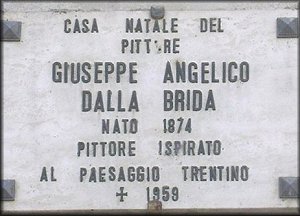 CASA NATALE DEL
PITTORE
GIUSEPPE ANGELICO
DALLA BRIDA
NATO 1874
PITTORE ISPIRATO
AL PAESAGGIO TRENTINO
✝ 1959